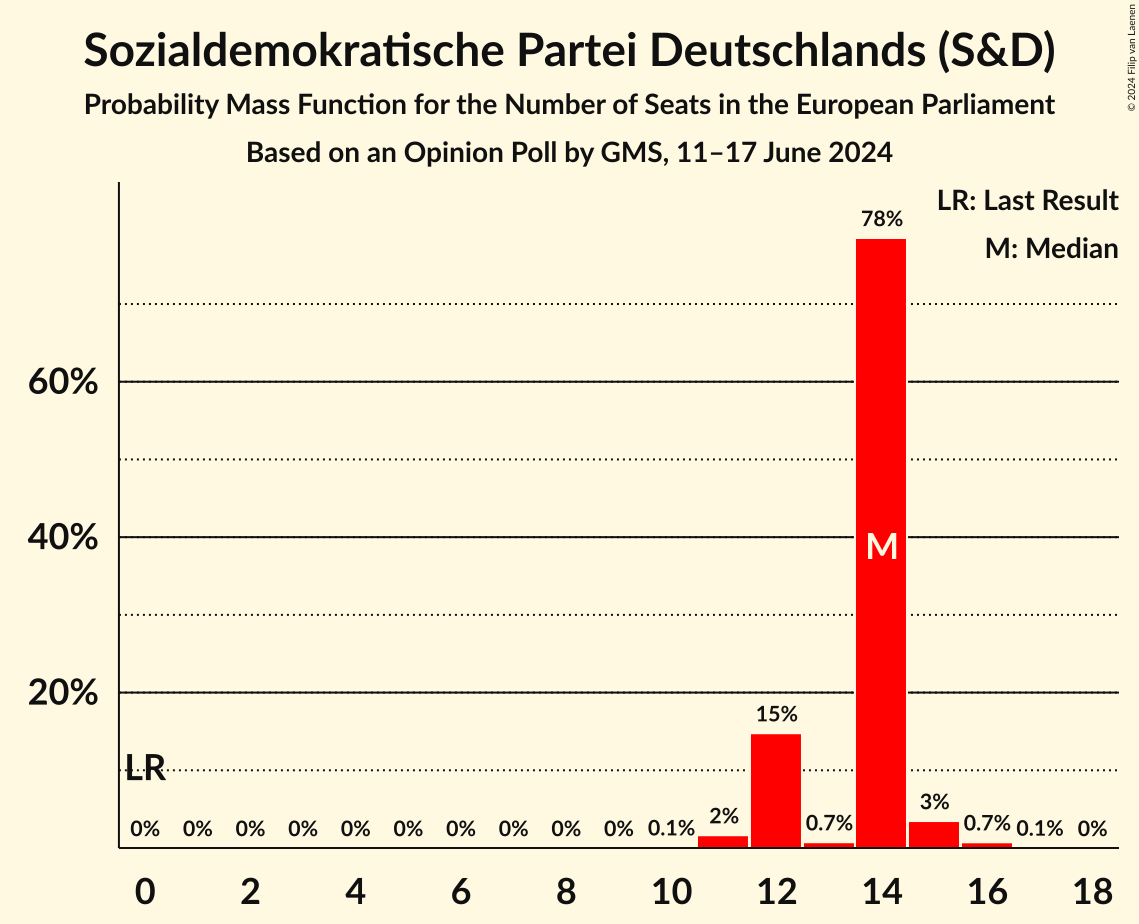 Sozialdemokratische Partei Deutschlands (S&D)
Probability Mass Function for the Number of Seats in the European Parliament
Based on an Opinion Poll by GMS, 11–17 June 2024
© 2024 Filip van Laenen
LR: Last Result
M: Median
78%
60%
40%
M
20%
15%
LR
0% 0% 0% 0% 0% 0% 0% 0% 0% 0% 0.1% 2% 0.7% 3% 0.7% 0.1% 0%
0 2 4 6 8 10 12 14 16 18